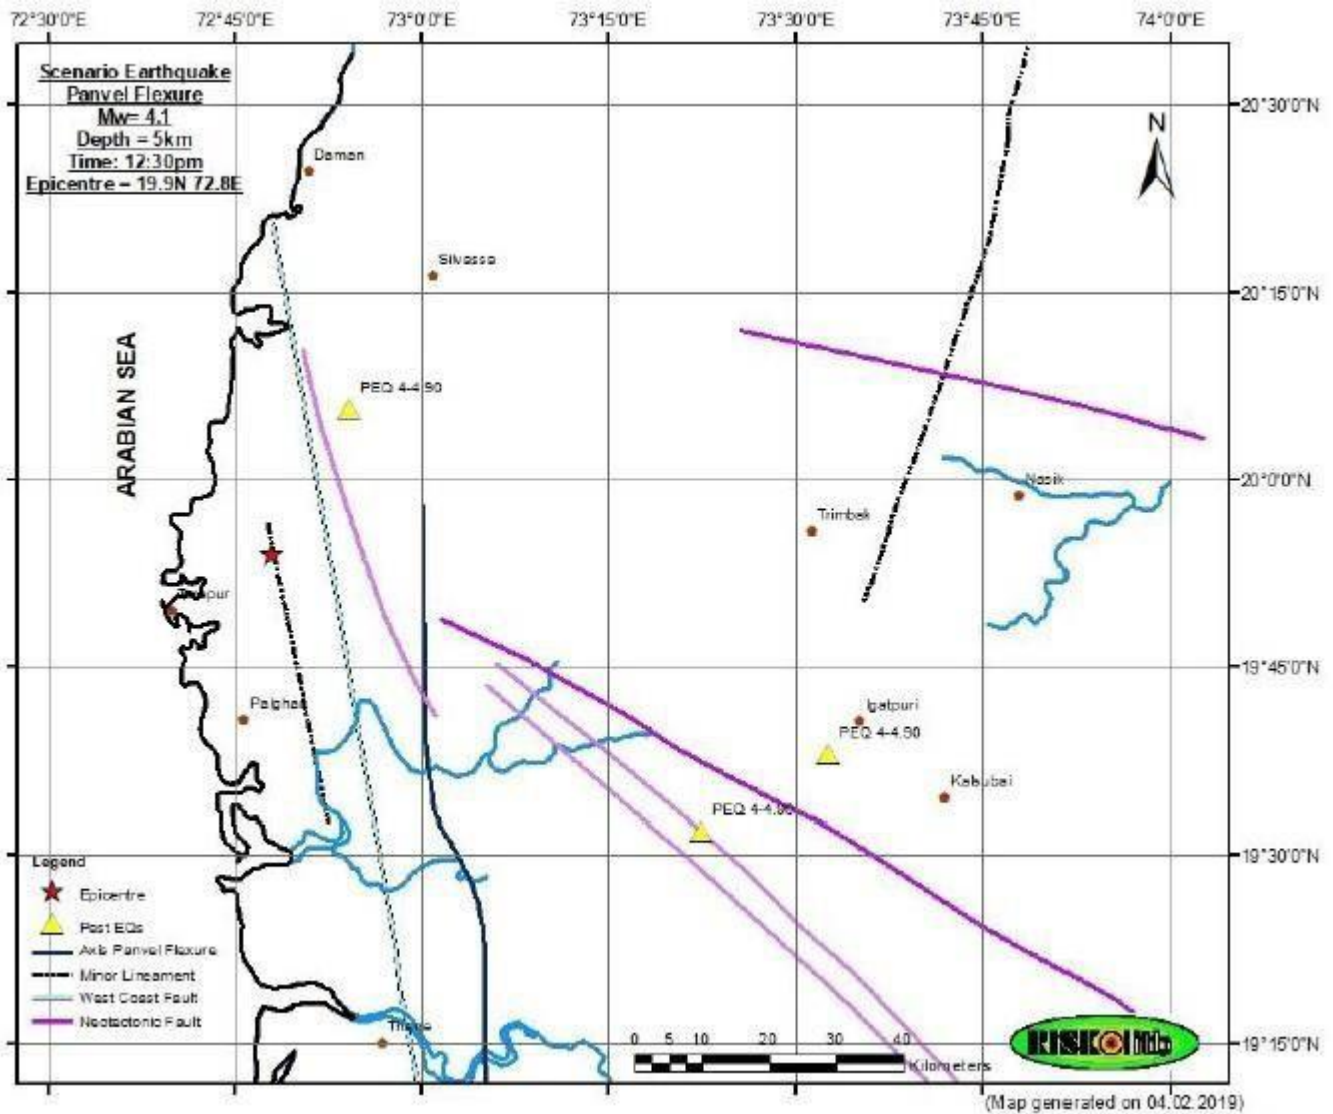 72°30'0"E 72°45'0"E 73°0'0"E 73°15'0"E 73°30'0"E 73°45'0"E 74°0'0"E
Scenario Earthquake
Panvel Flexure
Mw= 4.1
Depth = 5km
Time: 12:30pm
Epicentre – 19.9N 72.8E
20°30'0"N
N
Daman
Silvassa
20°15'0"N
ARABIAN SEA
PEQ 4-4.90
20°0'0"N
Nasik
Trimbak
19°45'0"N
Palghar
Igatpuri
PEQ 4-4.90
Kalsubai
PEQ 4-4.90
19°30'0"N
Legend
Epicentre
Past EQs
Axis Panvel Flexure
Minor Lineament
West Coast Fault
Neotectonic Fault
Thane
0 5 10 20 30 40
Kilometers
RISK
19°15'0"N
(Map generated on 04.02.2019)